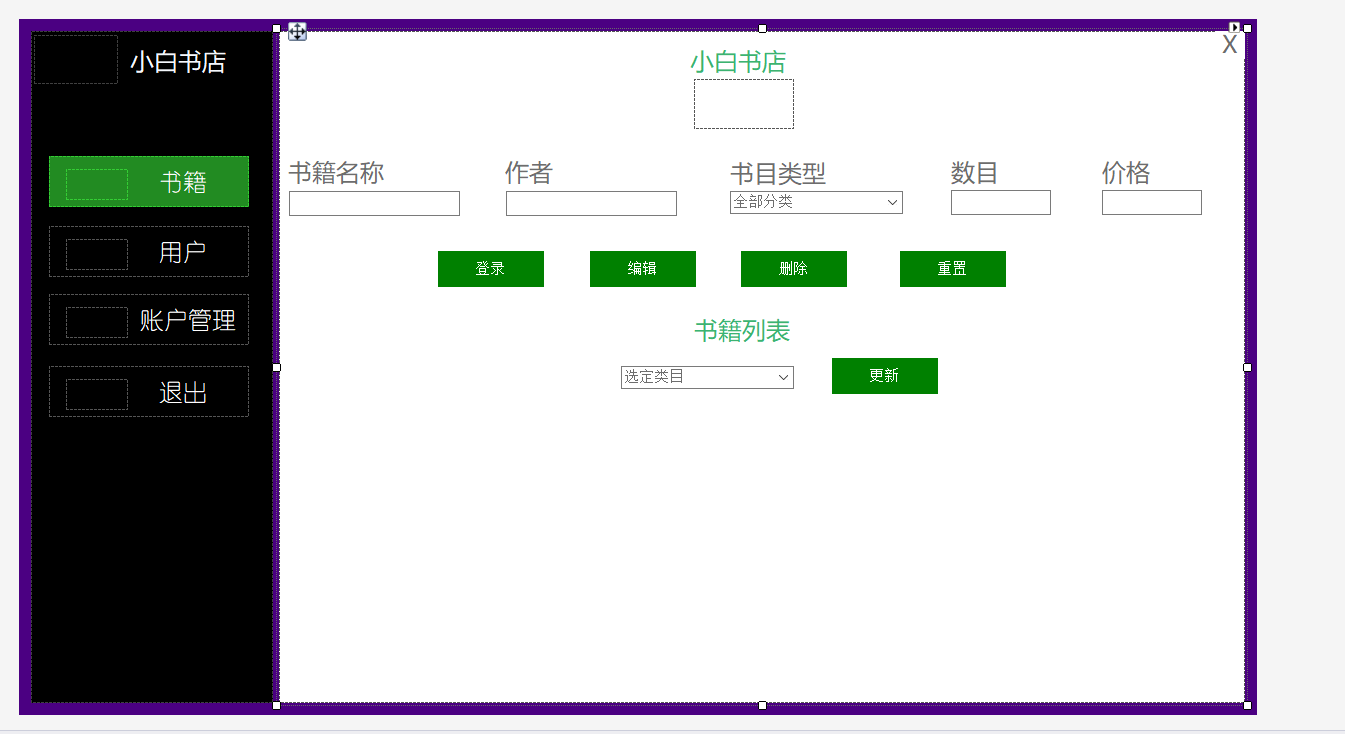 小白书店
书籍
用户
账户管理
退出
X
小白书店
书籍名称 作者 书目类型 数目 价格
全部分类
登录 编辑 删除 重置
书籍列表
选定类目 更新